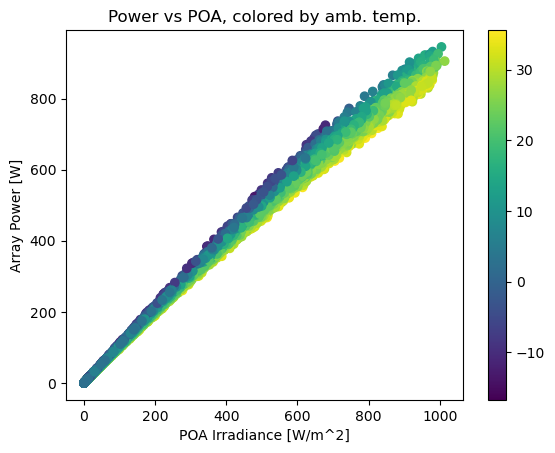 Power vs POA, colored by amb. temp.
Array Power [W]
800
600
400
200
0
0 200 400 600 800 1000
POA Irradiance [W/m^2]
30
20
10
0
−10